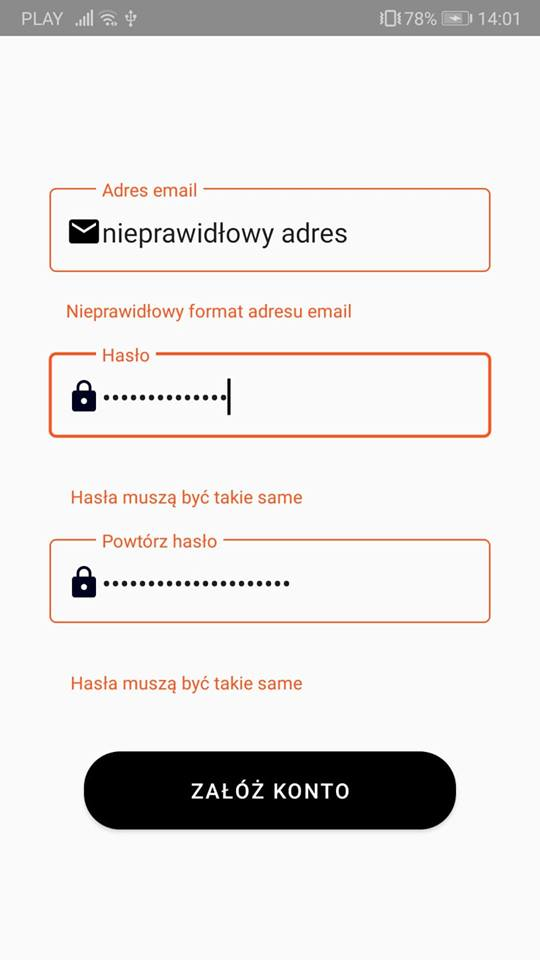 PLAY 78% 14:01
Adres email
nieprawidłowy adres
Nieprawidłowy format adresu email
Hasło
••••••••••••••
Hasła muszą być takie same
Powtórz hasło
•••••••••••••••••••••
Hasła muszą być takie same
ZAŁÓŻ KONTO